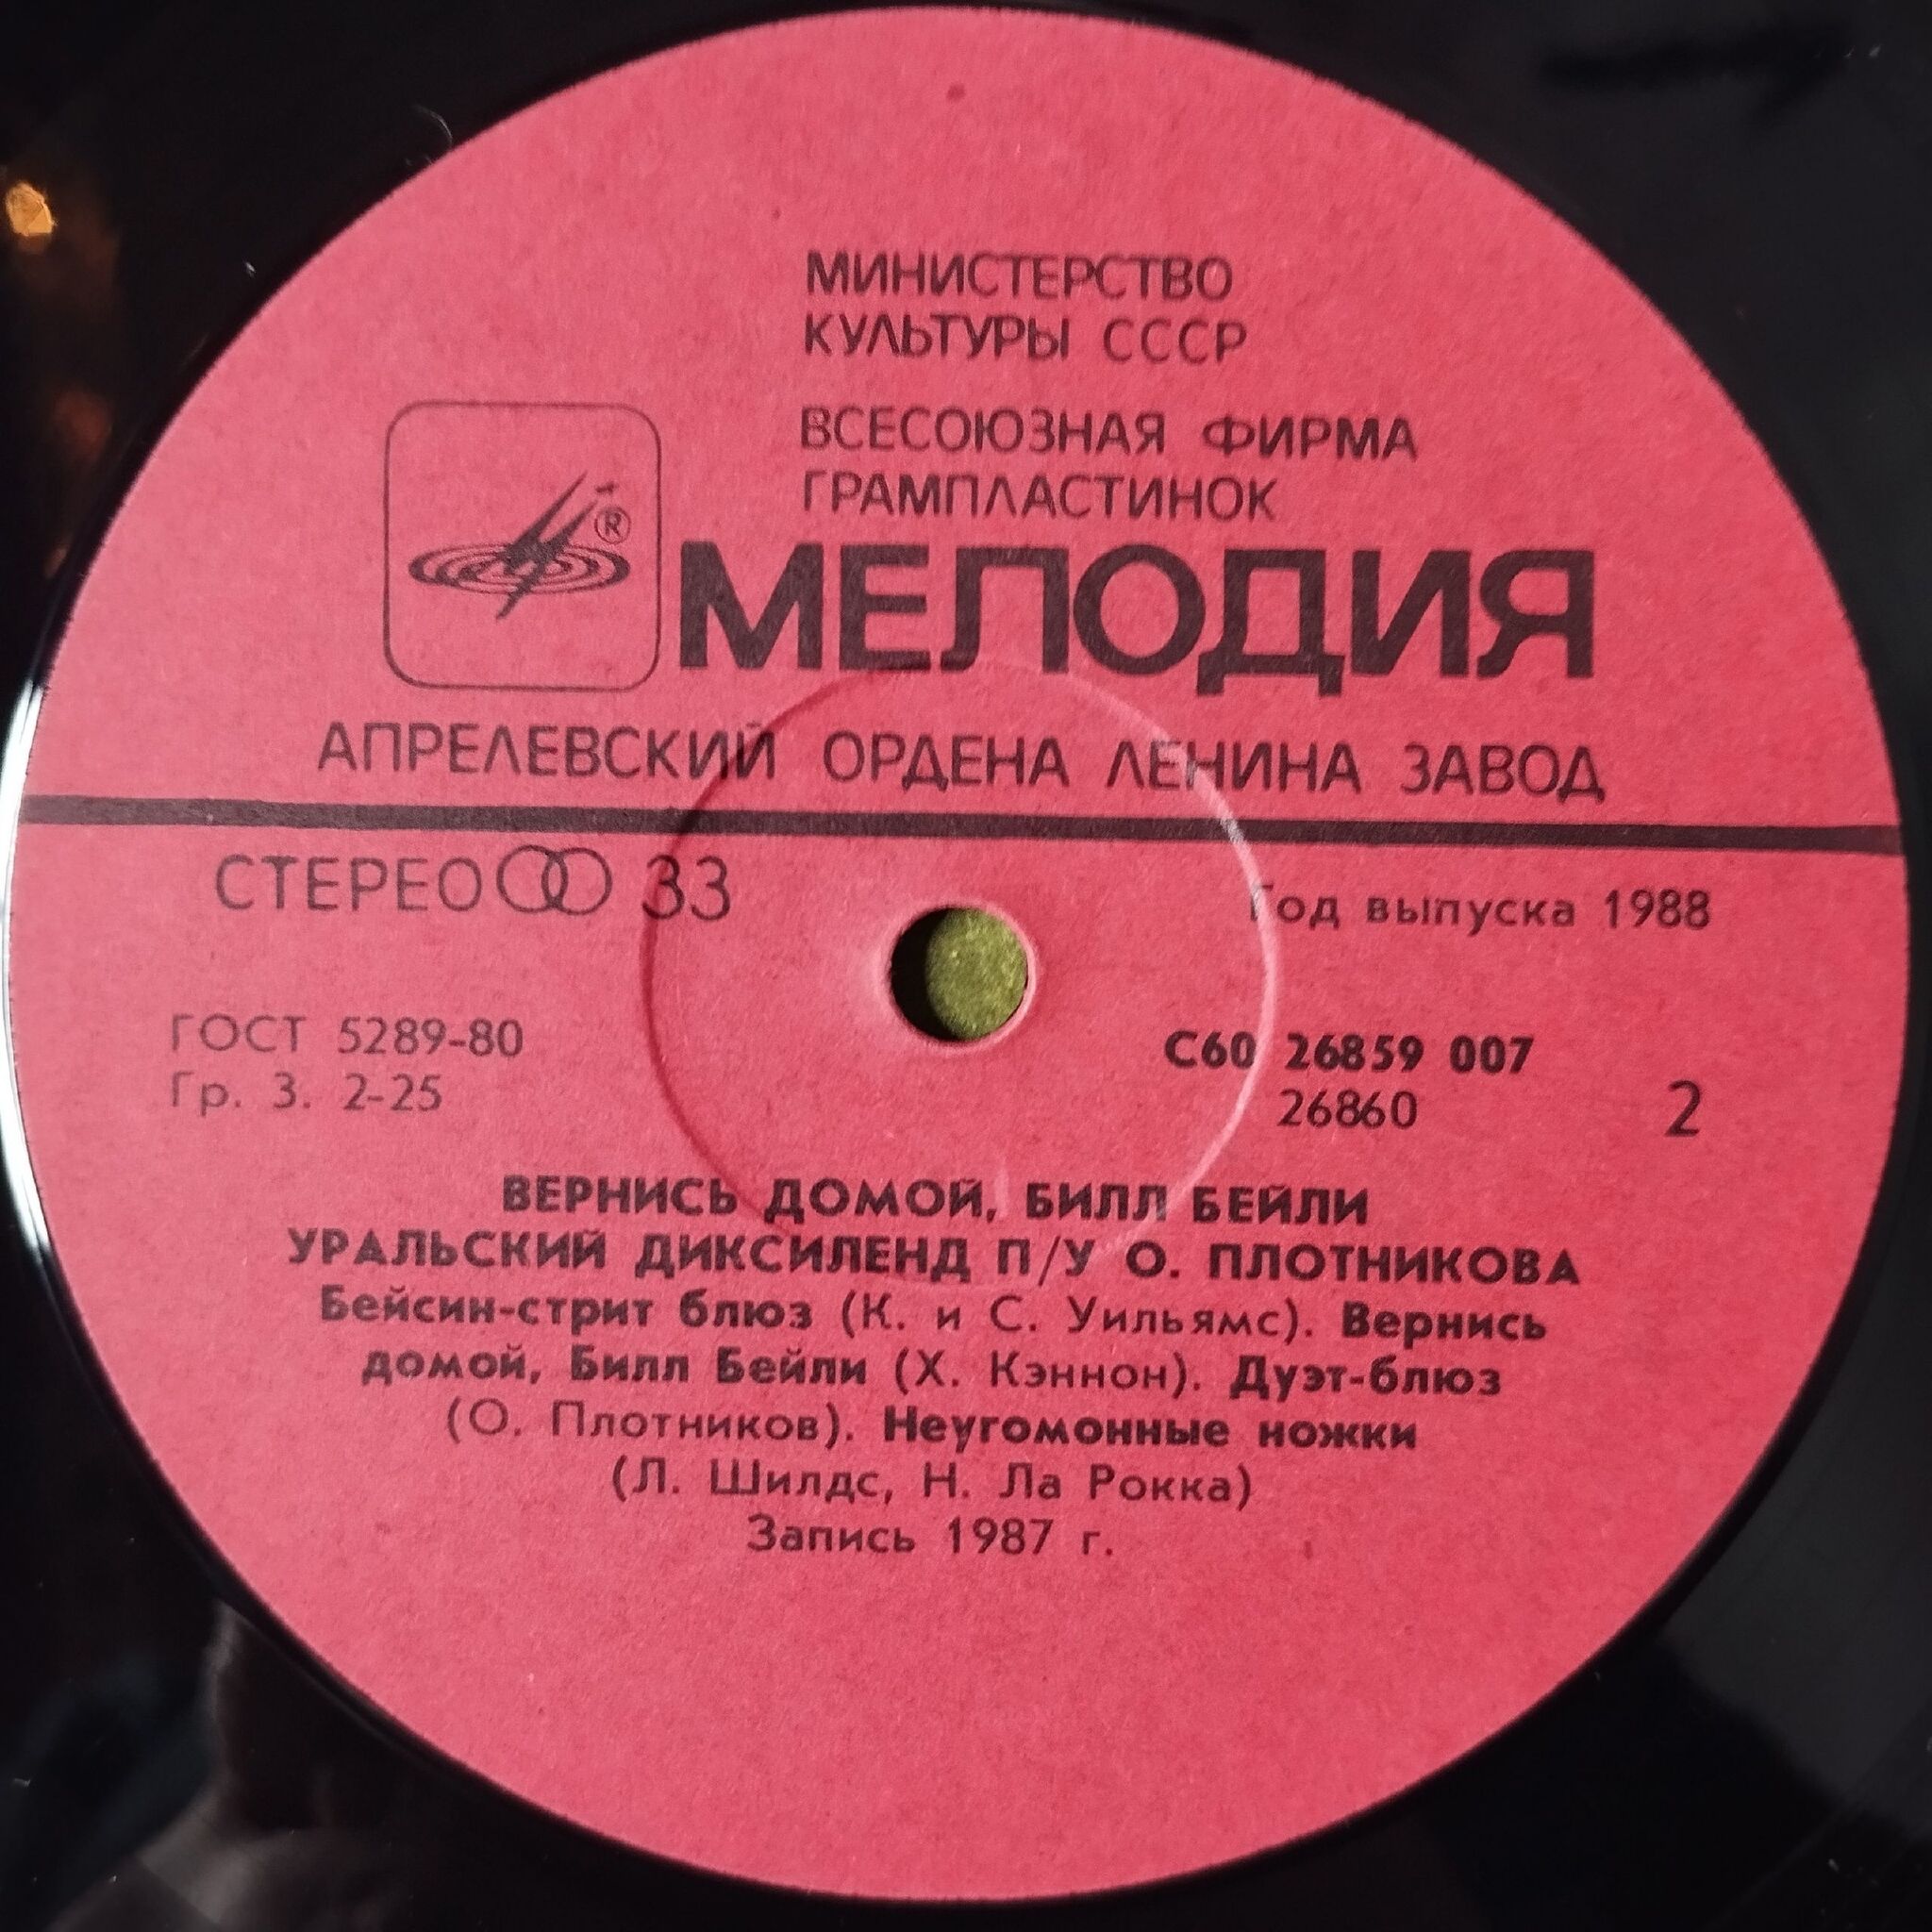 МИНИСТЕРСТВО
КУЛЬТУРЫ СССР
ВСЕСОЮЗНАЯ ФИРМА
ГРАМПЛАСТИНОК
®
МЕЛОДИЯ
АПРЕЛЕВСКИЙ ОРДЕНА ЛЕНИНА ЗАВОД
СТЕРЕО 33
Год выпуска 1988
ГОСТ 5289-80
Гр. 3. 2-25
С60 26859 007
26860
2
ВЕРНИСЬ ДОМОЙ, БИЛЛ БЕЙЛИ
УРАЛЬСКИЙ ДИКСИЛЕНД П/У О. ПЛОТНИКОВА
Бейсин-стрит блюз (К. и С. Уильямс). Вернись
домой, Билл Бейли (Х. Кэннон). Дуэт-блюз
(О. Плотников). Неугомонные ножки
(Л. Шилдс, Н. Ла Рокка)
Запись 1987 г.